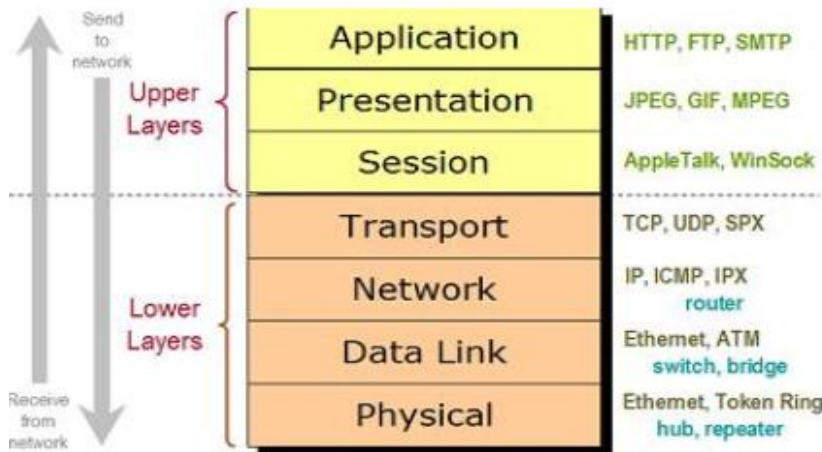 Send
to
network
Upper
Layers
Application
HTTP, FTP, SMTP
Presentation
JPEG, GIF, MPEG
Session
AppleTalk, WinSock
Lower
Layers
Transport
TCP, UDP, SPX
Network
IP, ICMP, IPX
router
Data Link
Ethernet, ATM
switch, bridge
Physical
Ethernet, Token Ring
hub, repeater
Receive
from
network